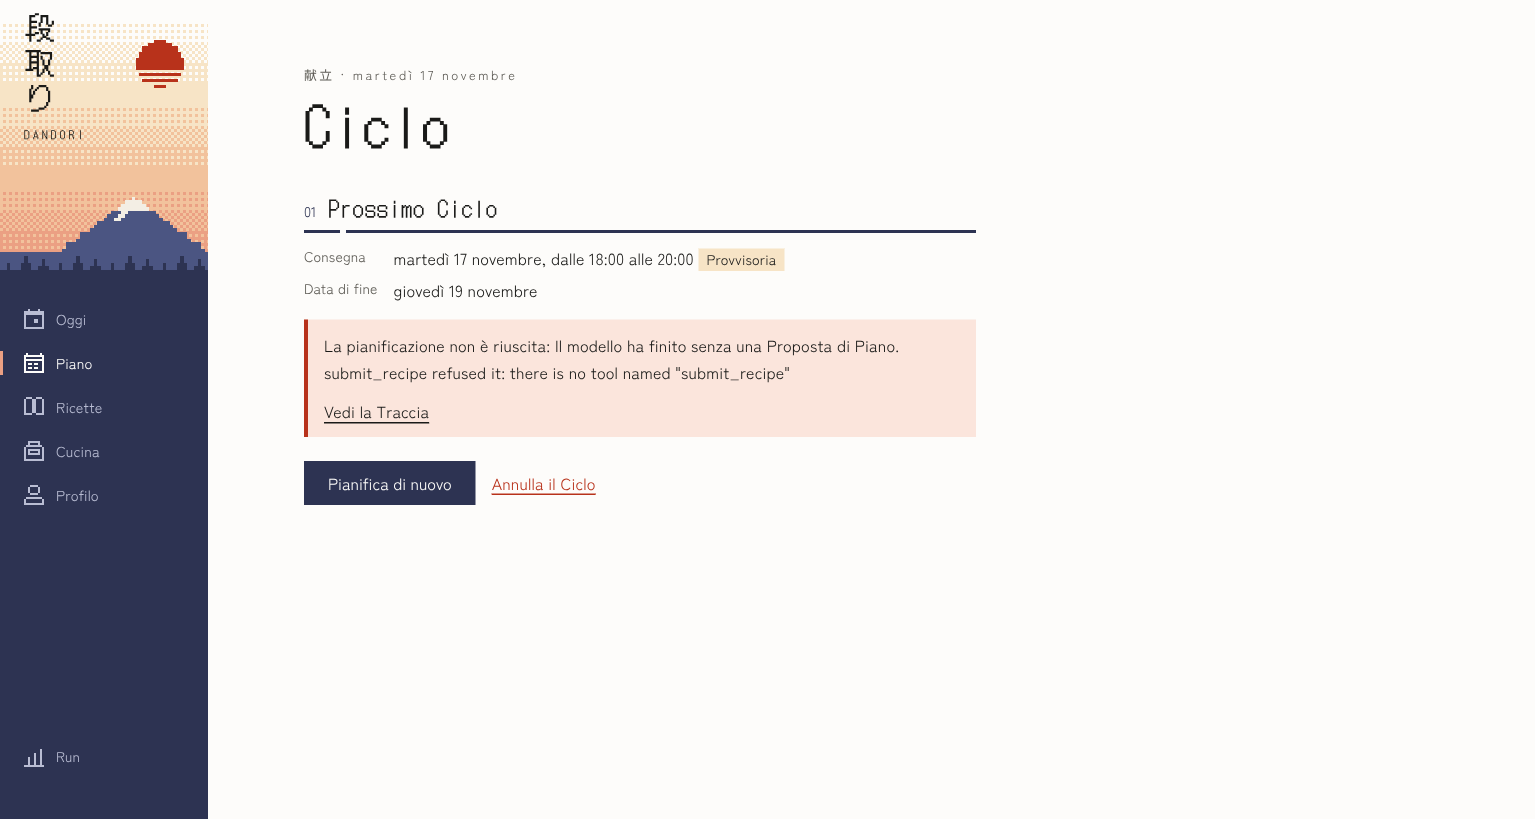 段取り
DANDORI
Oggi
Piano
Ricette
Cucina
Profilo
Run
献立 · martedì 17 novembre
Ciclo
01 Prossimo Ciclo
Consegna martedì 17 novembre, dalle 18:00 alle 20:00 Provvisoria
Data di fine giovedì 19 novembre
La pianificazione non è riuscita: Il modello ha finito senza una Proposta di Piano.
submit_recipe refused it: there is no tool named "submit_recipe"
Vedi la Traccia
Pianifica di nuovo Annulla il Ciclo